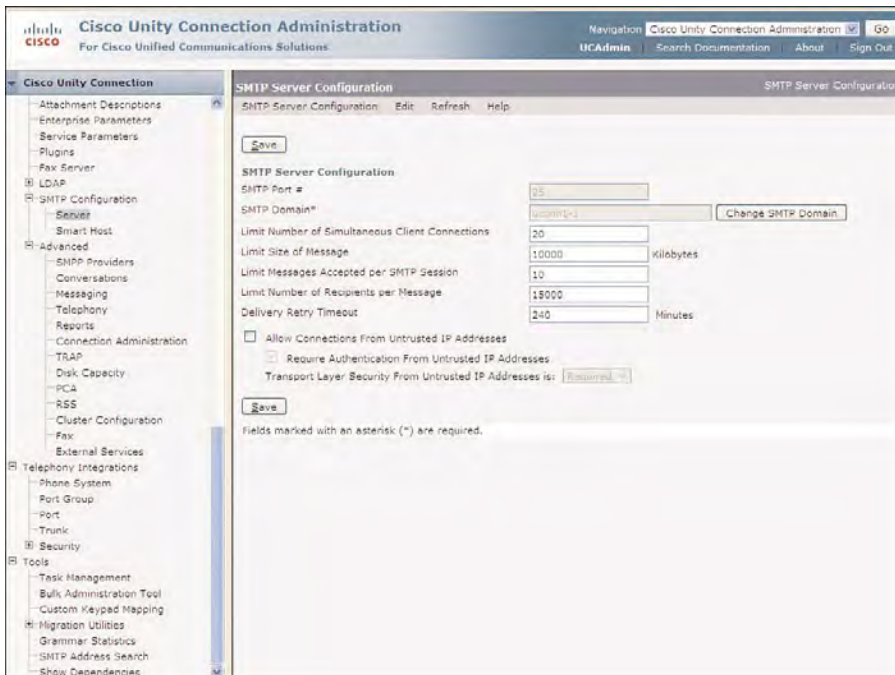 Cisco Unity Connection Administration
For Cisco Unified Communications Solutions
CISCO
Navigation Cisco Unity Connection Administration Go
UCAdmin Search Documentation About Sign Out
Cisco Unity Connection
Attachment Descriptions
Enterprise Parameters
Service Parameters
Plugins
Fax Server
LDAP
SMTP Configuration
Server
Smart Host
Advanced
SMPP Providers
Conversations
Messaging
Telephony
Reports
Connection Administration
TRAP
Disk Capacity
PCA
RSS
Cluster Configuration
Fax
External Services
Telephony Integrations
Phone System
Port Group
Port
Trunk
Security
Tools
Task Management
Bulk Administration Tool
Custom Keypad Mapping
Migration Utilities
Grammar Statistics
SMTP Address Search
Show Dependencies
SMTP Server Configuration SMTP Server Configuratio
SMTP Server Configuration Edit Refresh Help
Save
SMTP Server Configuration
SMTP Port # 25
SMTP Domain* Change SMTP Domain
Limit Number of Simultaneous Client Connections 20
Limit Size of Message 10000 Kilobytes
Limit Messages Accepted per SMTP Session 10
Limit Number of Recipients per Message 15000
Delivery Retry Timeout 240 Minutes
Allow Connections From Untrusted IP Addresses
Require Authentication From Untrusted IP Addresses
Transport Layer Security From Untrusted IP Addresses is: Required
Save
Fields marked with an asterisk (*) are required.